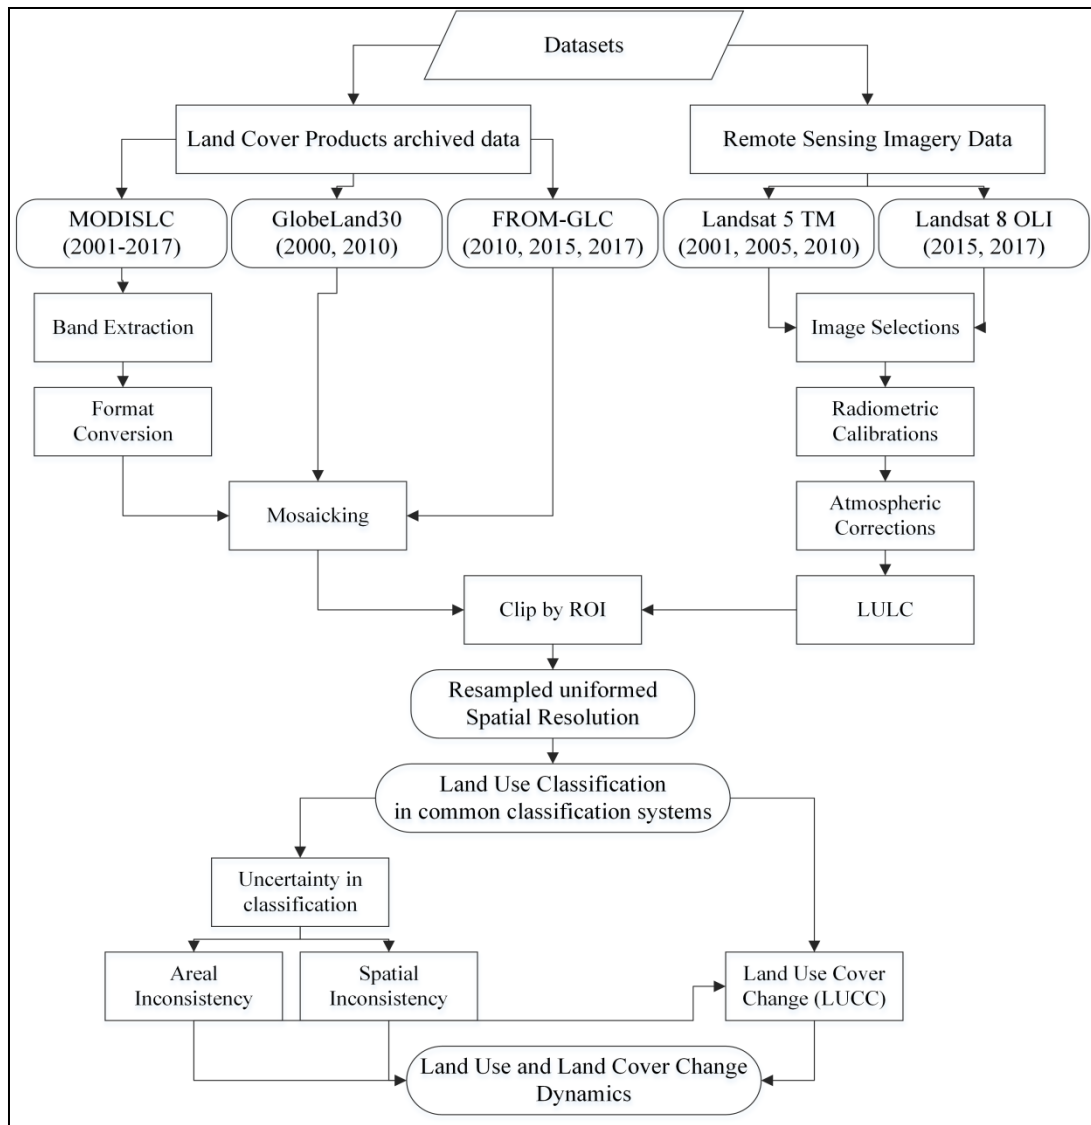 Datasets
Land Cover Products archived data
Remote Sensing Imagery Data
MODISLC
(2001-2017)
GlobeLand30
(2000, 2010)
FROM-GLC
(2010, 2015, 2017)
Landsat 5 TM
(2001, 2005, 2010)
Landsat 8 OLI
(2015, 2017)
Band Extraction
Image Selections
Format
Conversion
Radiometric
Calibrations
Mosaicking
Atmospheric
Corrections
Clip by ROI
LULC
Resampled uniformed
Spatial Resolution
Land Use Classification
in common classification systems
Uncertainty in
classification
Areal
Inconsistency
Spatial
Inconsistency
Land Use Cover
Change (LUCC)
Land Use and Land Cover Change
Dynamics